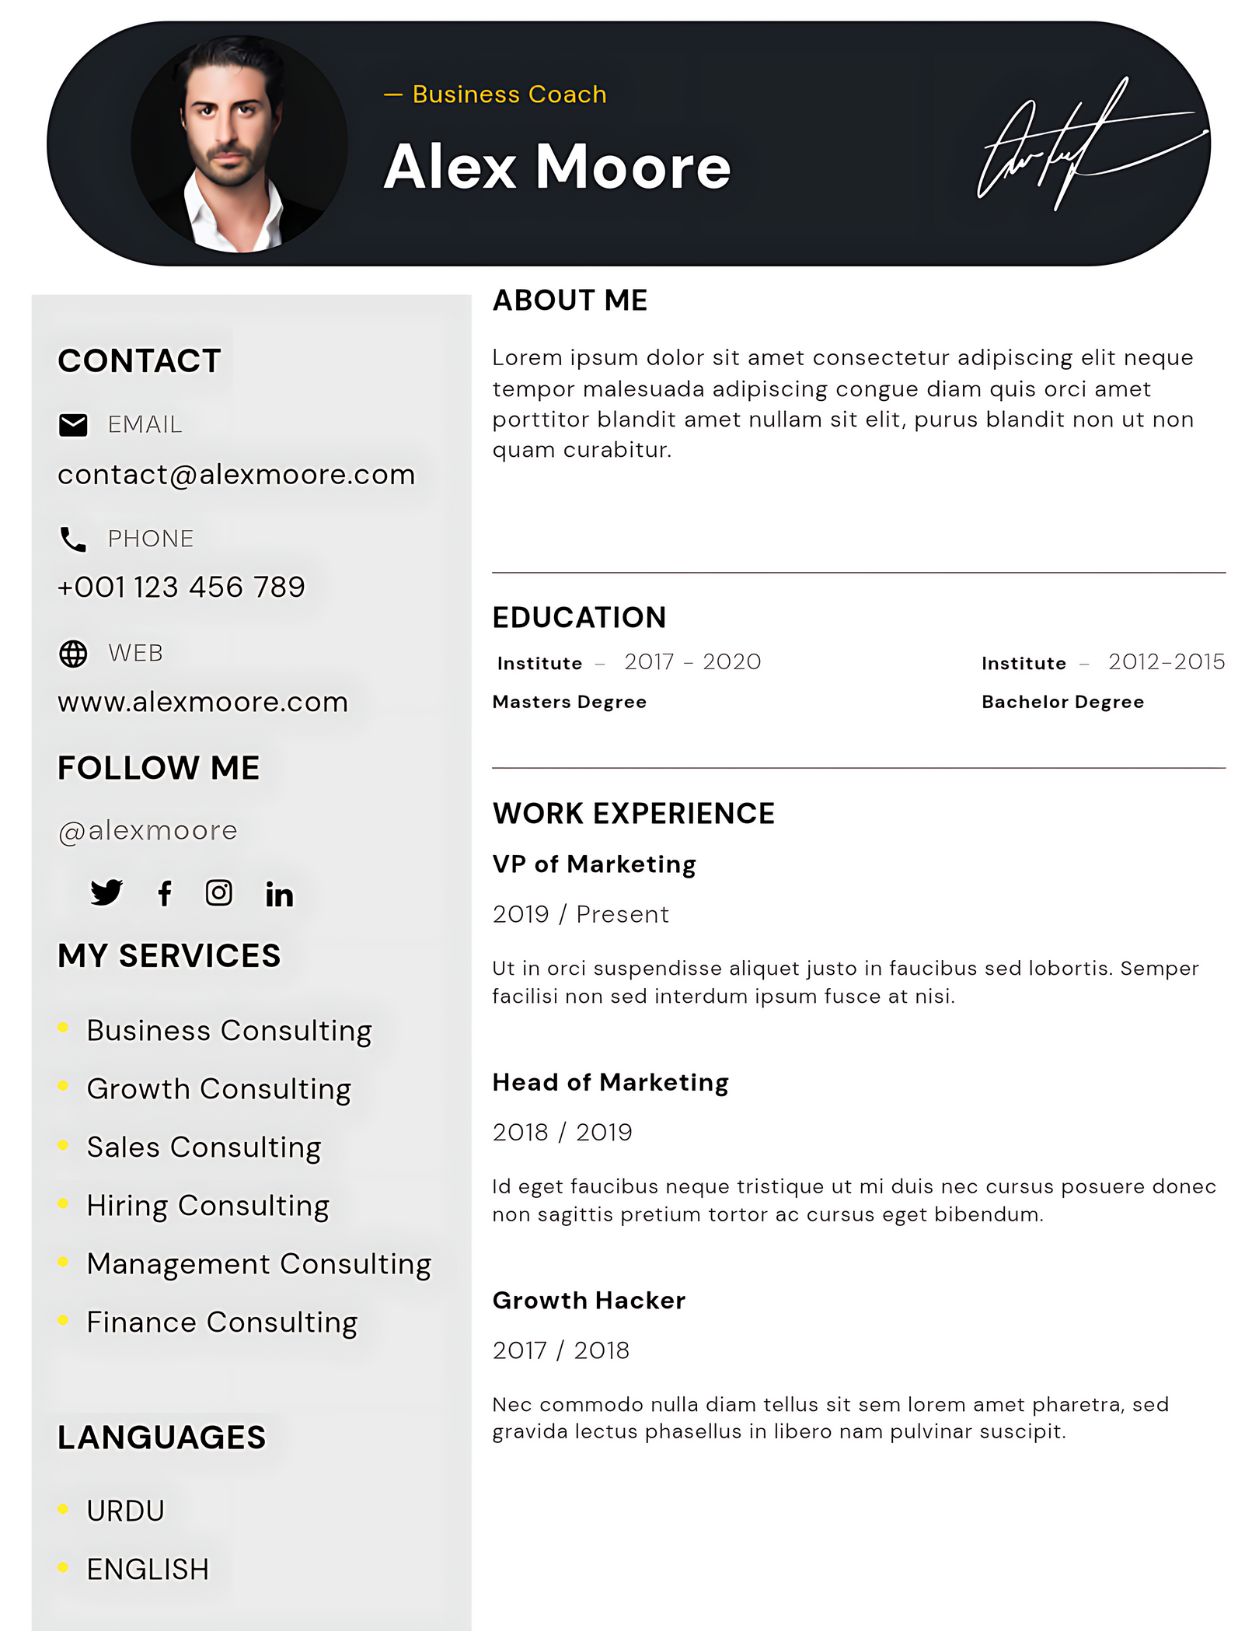 — Business Coach
Alex Moore
CONTACT
EMAIL
contact@alexmoore.com
PHONE
+001 123 456 789
WEB
www.alexmoore.com
FOLLOW ME
@alexmoore
MY SERVICES
Business Consulting
Growth Consulting
Sales Consulting
Hiring Consulting
Management Consulting
Finance Consulting
LANGUAGES
URDU
ENGLISH
ABOUT ME
Lorem ipsum dolor sit amet consectetur adipiscing elit neque
tempor malesuada adipiscing congue diam quis orci amet
porttitor blandit amet nullam sit elit, purus blandit non ut non
quam curabitur.
EDUCATION
Institute – 2017 - 2020
Masters Degree
Institute – 2012-2015
Bachelor Degree
WORK EXPERIENCE
VP of Marketing
2019 / Present
Ut in orci suspendisse aliquet justo in faucibus sed lobortis. Semper
facilisi non sed interdum ipsum fusce at nisi.
Head of Marketing
2018 / 2019
Id eget faucibus neque tristique ut mi duis nec cursus posuere donec
non sagittis pretium tortor ac cursus eget bibendum.
Growth Hacker
2017 / 2018
Nec commodo nulla diam tellus sit sem lorem amet pharetra, sed
gravida lectus phasellus in libero nam pulvinar suscipit.